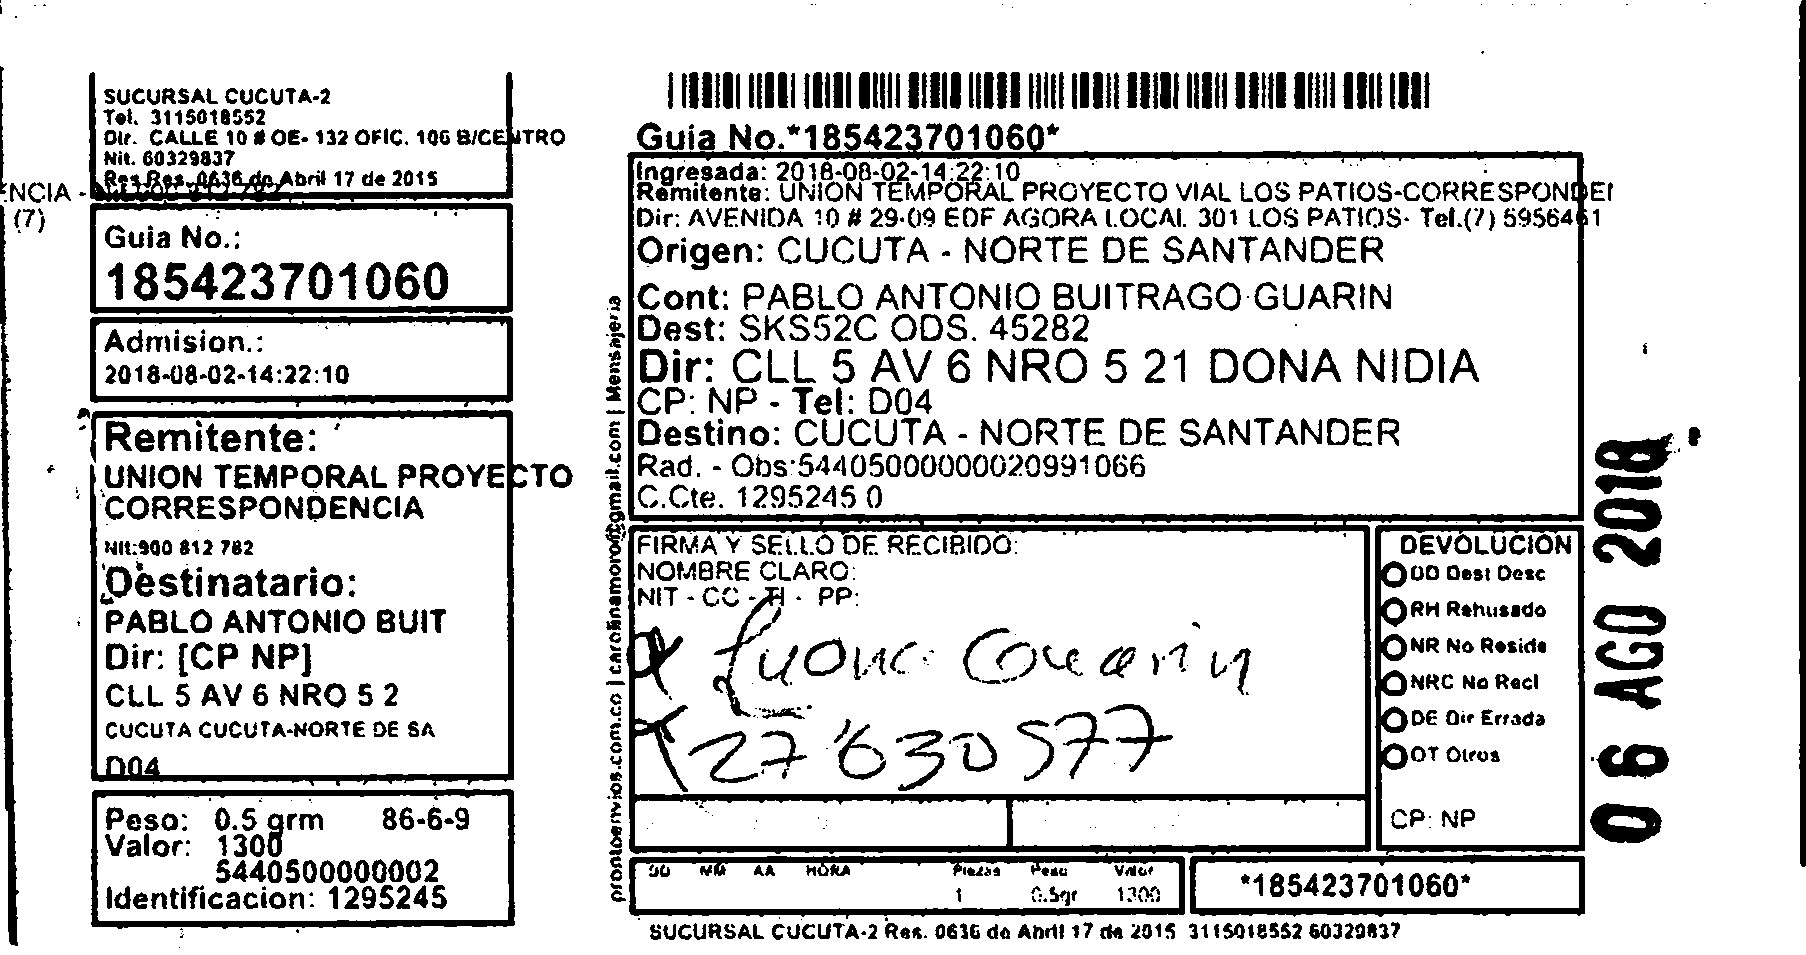 SUCURSAL CUCUTA-2
Tel. 3115018552
Dir. CALLE 10 # OE- 132 OFIC. 106 B/CENTRO
Nit. 60329837
Res.Res. 0636 de Abril 17 de 2015
ENCIA -
(7)
Guia No.:
185423701060
Admision.:
2018-08-02-14:22:10
Remitente:
UNION TEMPORAL PROYECTO
CORRESPONDENCIA
Nit:900 812 782
Destinatario:
PABLO ANTONIO BUIT
Dir: [CP NP]
CLL 5 AV 6 NRO 5 2
CUCUTA CUCUTA-NORTE DE SA
D04
Peso: 0.5 grm 86-6-9
Valor: 1300
5440500000002
Identificacion: 1295245
prontoenvios.com.co | carolinamoro@gmail.com | Mensajeria
Guia No.*185423701060*
Ingresada: 2018-08-02-14:22:10
Remitente: UNION TEMPORAL PROYECTO VIAL LOS PATIOS-CORRESPONDEI
Dir: AVENIDA 10 # 29-09 EDF AGORA LOCAL 301 LOS PATIOS- Tel.(7) 5956461
Origen: CUCUTA - NORTE DE SANTANDER
Cont: PABLO ANTONIO BUITRAGO GUARIN
Dest: SKS52C ODS. 45282
Dir: CLL 5 AV 6 NRO 5 21 DONA NIDIA
CP: NP - Tel: D04
Destino: CUCUTA - NORTE DE SANTANDER
Rad. - Obs:54405000000020991066
C.Cte. 1295245 0
FIRMA Y SELLO DE RECIBIDO:
NOMBRE CLARO:
NIT - CC - TI - PP:
Guarin
27'630577
DEVOLUCION
DD Dest Desc
RH Rehusado
NR No Reside
NRC No Recl
DE Dir Errada
OT Otros
CP: NP
06 AGO 2018
DD MM AA HORA Piezas Peso Valor
1 0.5gr 1300
*185423701060*
SUCURSAL CUCUTA-2 Res. 0636 de Abril 17 de 2015 3115018552 60329837